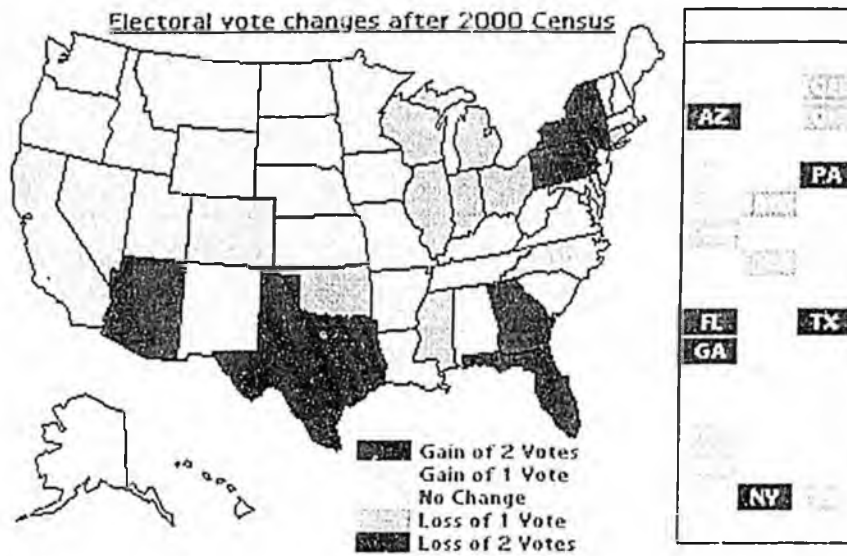 Electoral vote changes after 2000 Census
AZ
PA
FL
TX
GA
NY
Gain of 2 Votes
Gain of 1 Vote
No Change
Loss of 1 Vote
Loss of 2 Votes